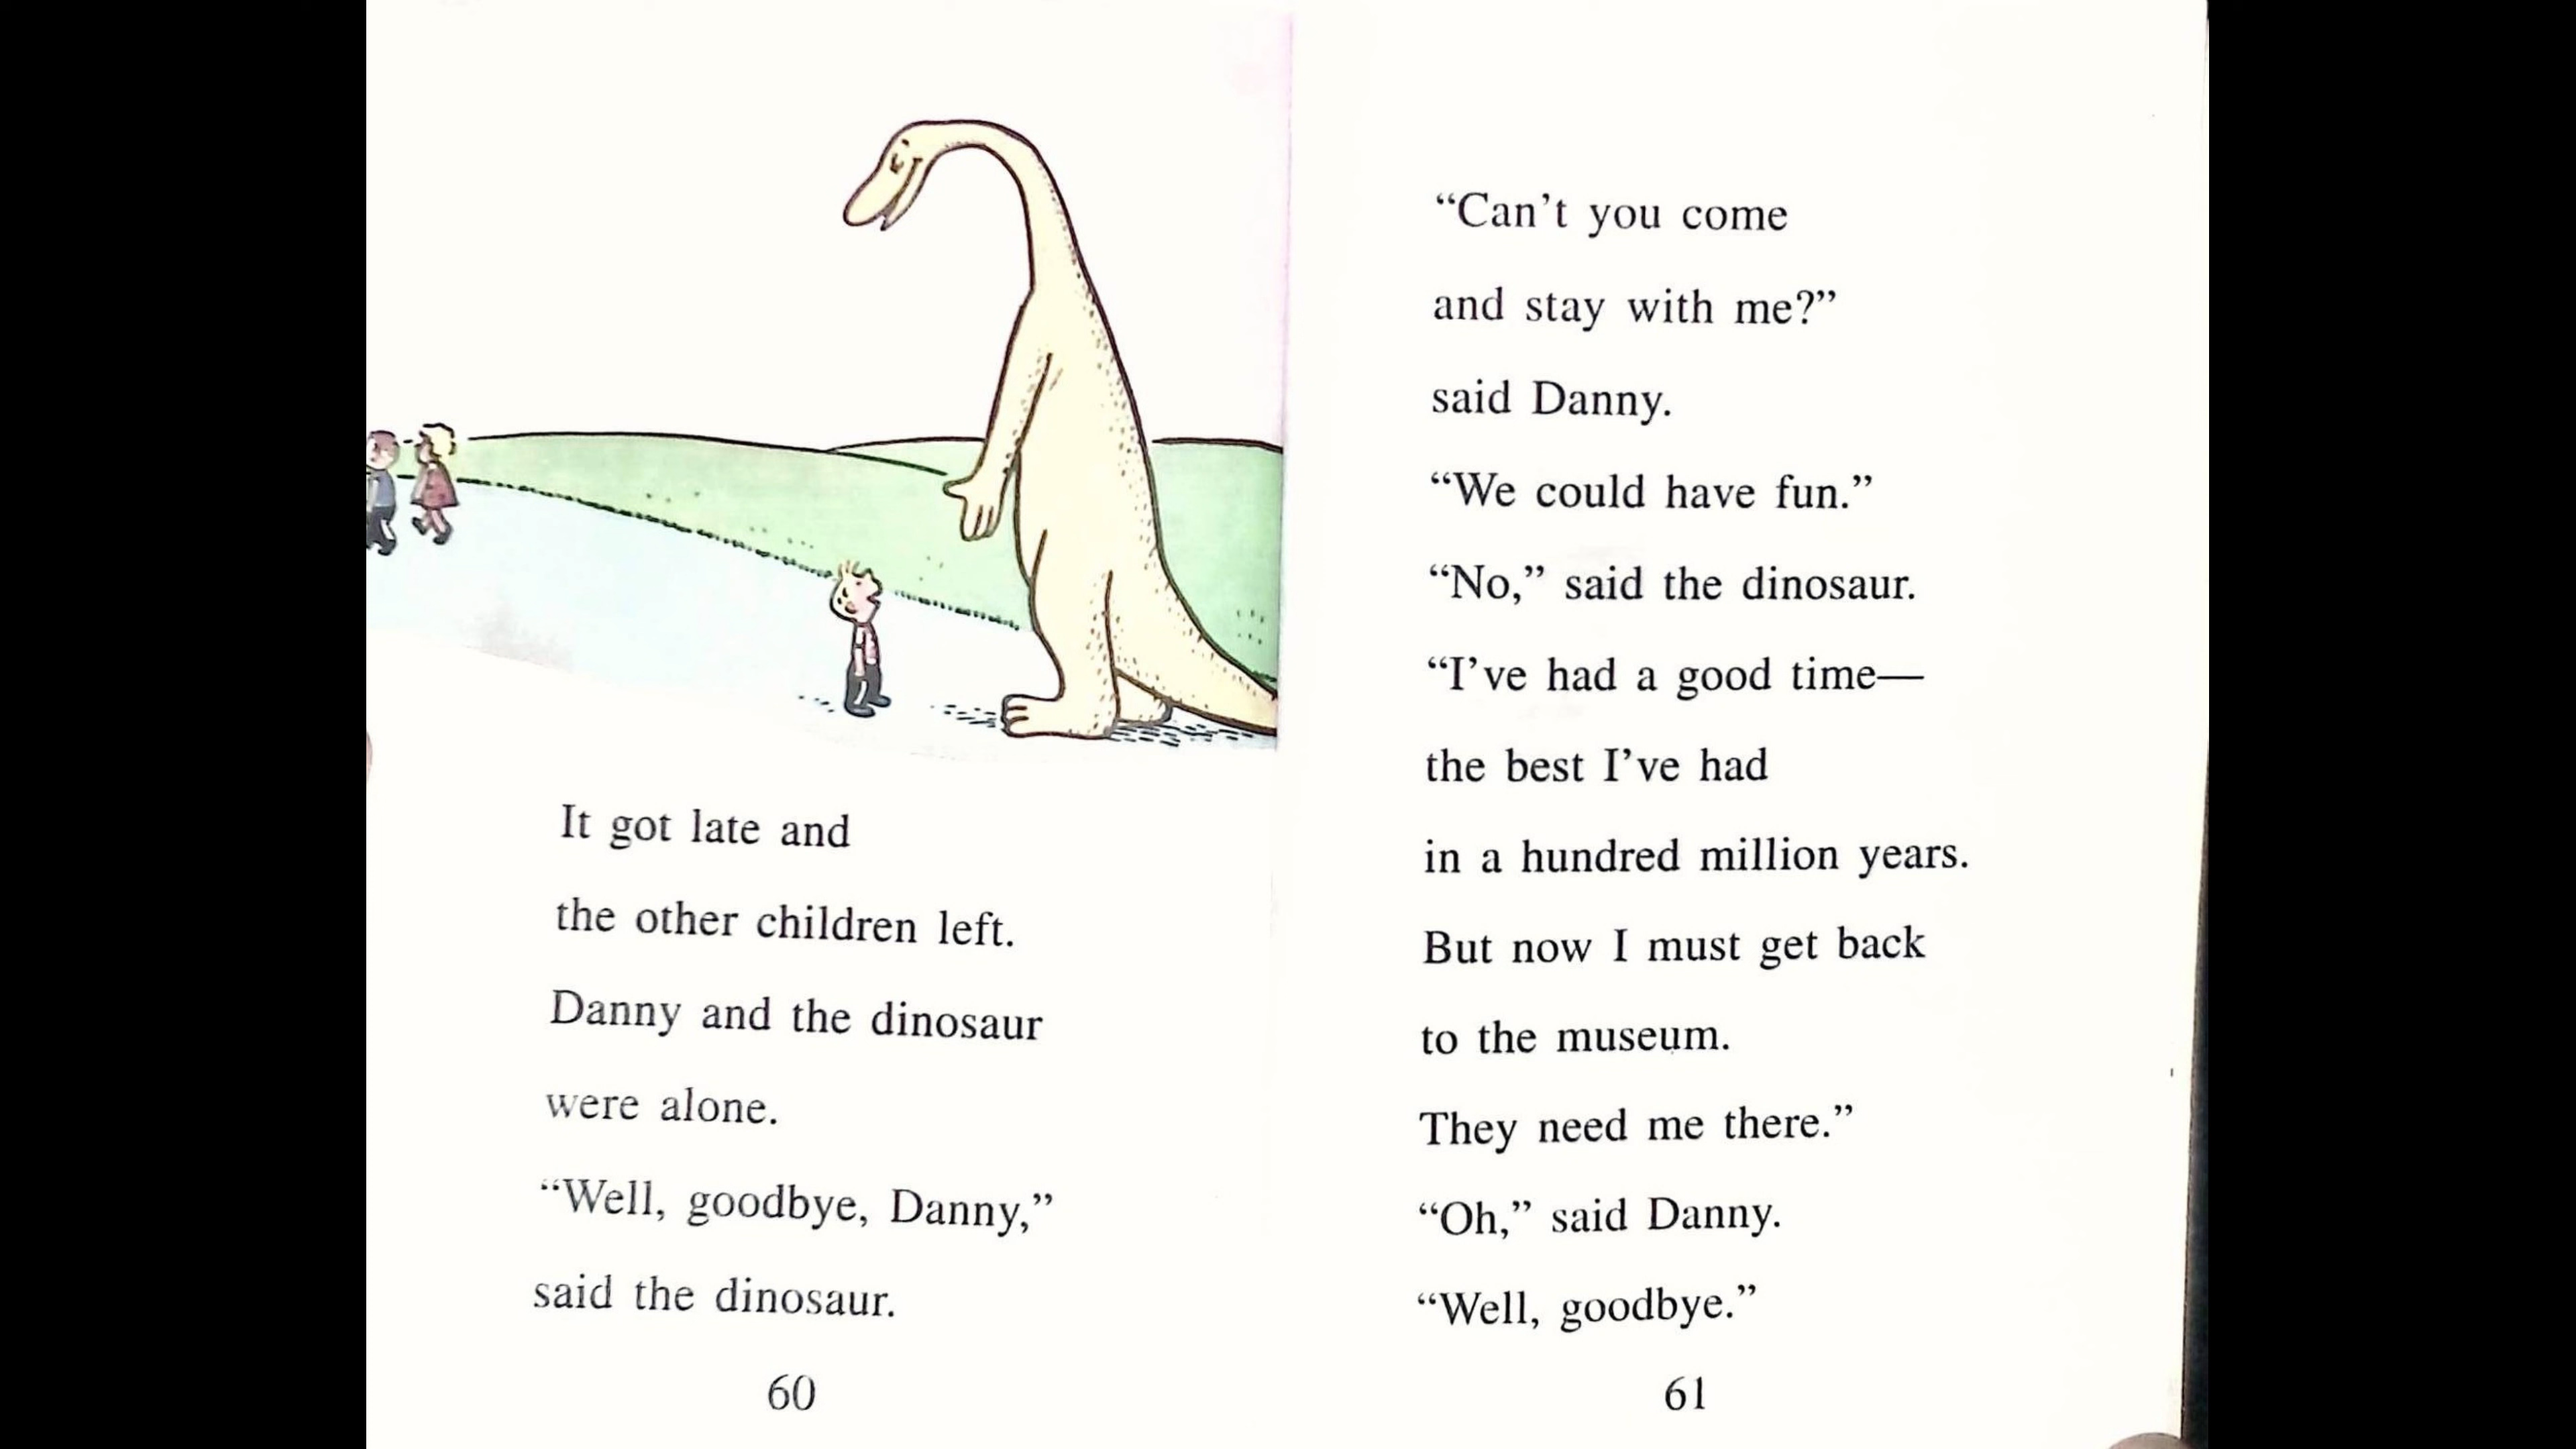 It got late and
the other children left.
Danny and the dinosaur
were alone.
“Well, goodbye, Danny,”
said the dinosaur.
60
“Can’t you come
and stay with me?”
said Danny.
“We could have fun.”
“No,” said the dinosaur.
“I’ve had a good time—
the best I’ve had
in a hundred million years.
But now I must get back
to the museum.
They need me there.”
“Oh,” said Danny.
“Well, goodbye.”
61